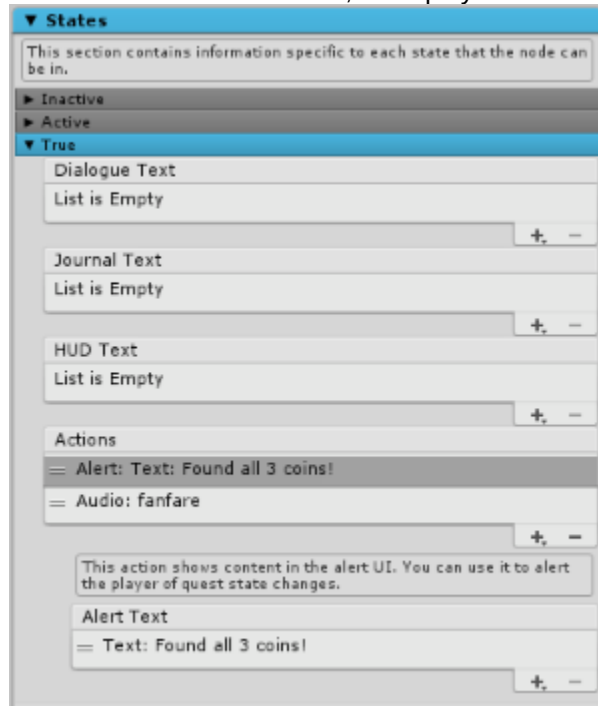 States
This section contains information specific to each state that the node can
be in.
Inactive
Active
True
Dialogue Text
List is Empty
Journal Text
List is Empty
HUD Text
List is Empty
Actions
Alert: Text: Found all 3 coins!
Audio: fanfare
This action shows content in the alert UI. You can use it to alert
the player of quest state changes.
Alert Text
Text: Found all 3 coins!